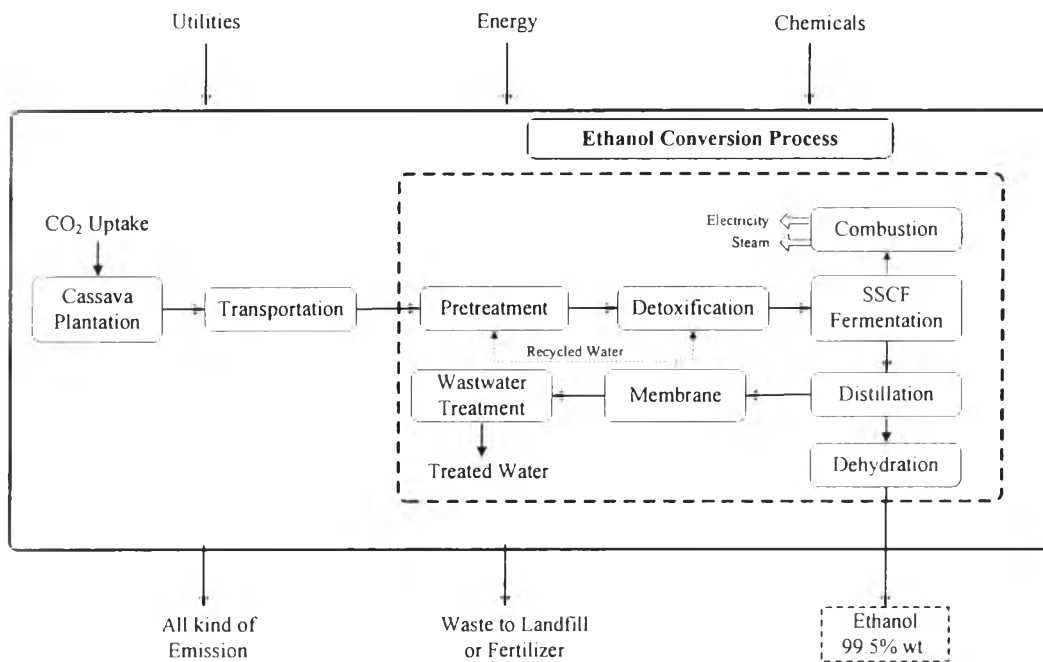 Utilities
Energy
Chemicals
Ethanol Conversion Process
CO₂ Uptake
Electricity
Steam
Combustion
Cassava
Plantation
Transportation
Pretreatment
Detoxification
SSCF
Fermentation
Recycled Water
Wastwater
Treatment
Membrane
Distillation
Treated Water
Dehydration
All kind of
Emission
Waste to Landfill
or Fertilizer
Ethanol
99.5% wt.